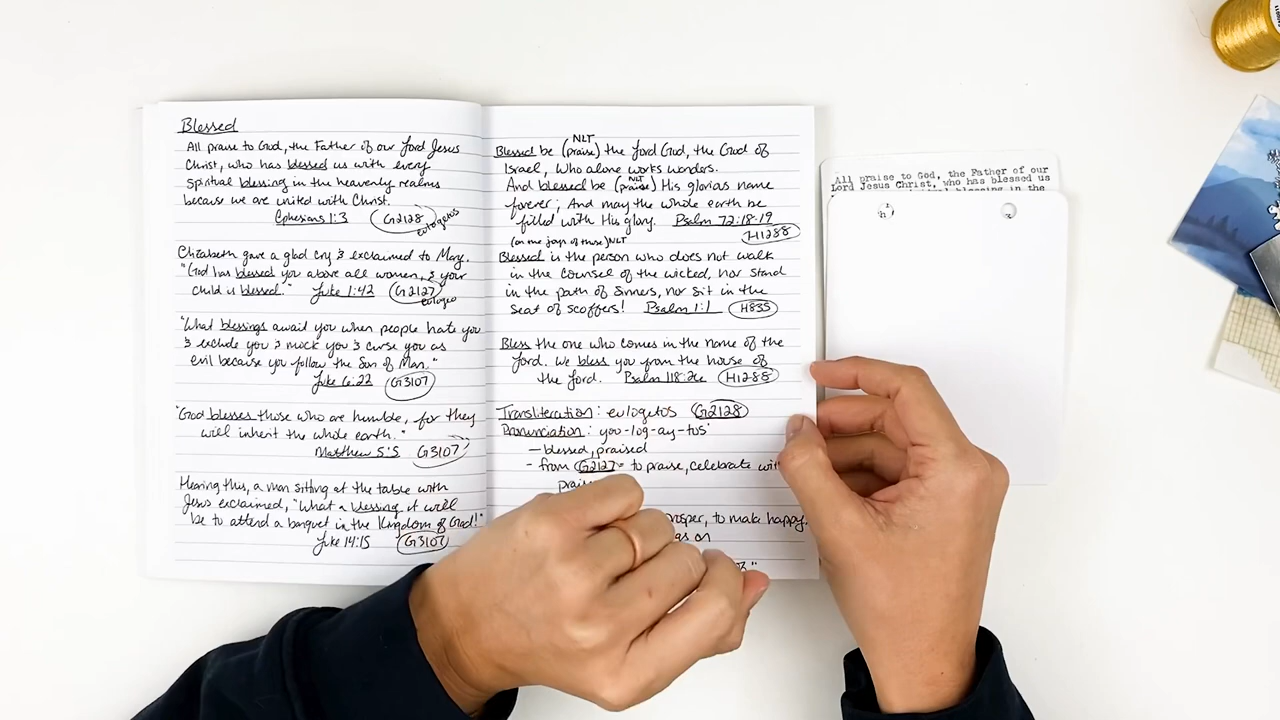 Blessed
All praise to God, the Father of our Lord Jesus
Christ, who has blessed us with every
spiritual blessing in the heavenly realms
because we are united with Christ.
Ephesians 1:3 G2128
eulogetos
Elizabeth gave a glad cry & exclaimed to Mary,
"God has blessed you above all women, & your
child is blessed." Luke 1:42 G2127
eulogeo
"What blessings await you when people hate you
& exclude you & mock you & curse you as
evil because you follow the Son of Man."
Luke 6:22 G3107
"God blesses those who are humble, for they
will inherit the whole earth."
Matthew 5:5 G3107
Hearing this, a man sitting at the table with
Jesus exclaimed, "What a blessing it will
be to attend a banquet in the Kingdom of God!"
Luke 14:15 G3107
NLT
Blessed be (praise) the Lord God, the God of
Israel, who alone works wonders.
NLT
And blessed be (praise) His glorious name
forever; And may the whole earth be
filled with His glory. Psalm 72:18-19
H1288
(oh the joys of those) NLT
Blessed is the person who does not walk
in the counsel of the wicked, nor stand
in the path of sinners, nor sit in the
seat of scoffers! Psalm 1:1 H835
Bless the one who comes in the name of the
Lord. We bless you from the house of
the Lord. Psalm 118:26 H1288
Transliteration: eulogetos G2128
Pronunciation: yoo-log-ay-tos'
- blessed, praised
- from G2127 = to praise, celebrate
prosper, to make happy,
on
All praise to God, the Father of our
Lord Jesus Christ, who has blessed us
blessing in the